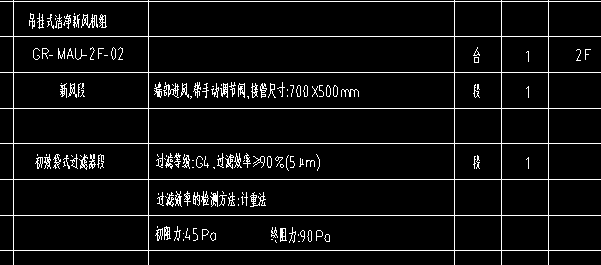 吊挂式洁净新风机组
GR-MAU-2F-02 台 1 2F
新风段 端部进风,带手动调节阀,接管尺寸:700X500mm 段 1
初效袋式过滤器段 过滤等级:G4、过滤效率≥90%(5μm) 段 1
过滤效率的检测方法:计重法
初阻力:45Pa 终阻力:90Pa